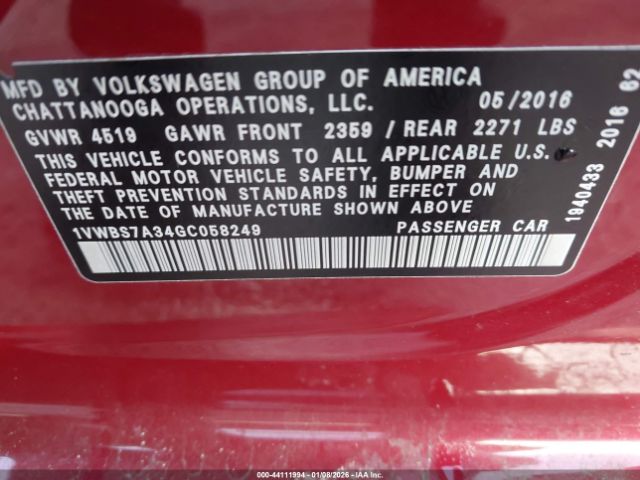 MFD BY VOLKSWAGEN GROUP OF AMERICA
CHATTANOOGA OPERATIONS, LLC. 05/2016
GVWR 4519 GAWR FRONT 2359 / REAR 2271 LBS
THIS VEHICLE CONFORMS TO ALL APPLICABLE U.S.
FEDERAL MOTOR VEHICLE SAFETY, BUMPER AND
THEFT PREVENTION STANDARDS IN EFFECT ON
THE DATE OF MANUFACTURE SHOWN ABOVE
1VWBS7A34GC058249 PASSENGER CAR
1940493 2016 62
000-44111994 - 01/08/2026 - IAAI, Inc.